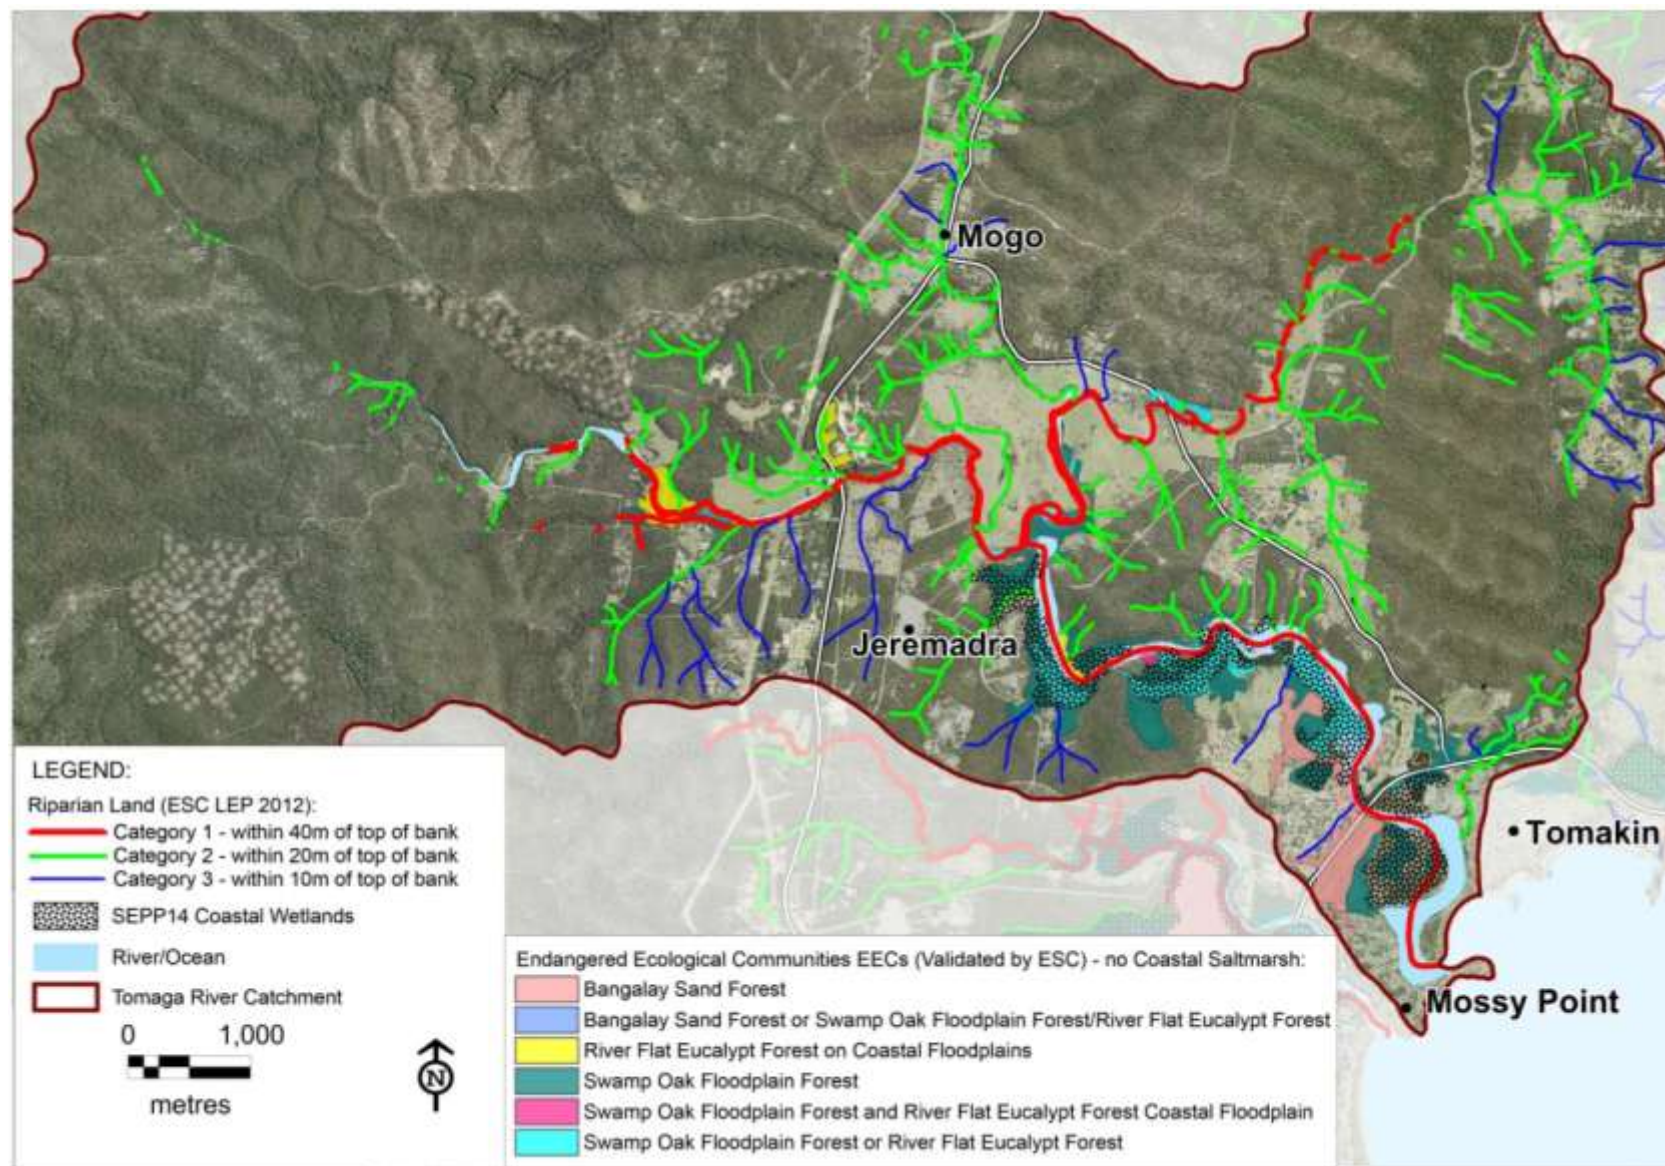 Mogo
Jeremadra
Tomakin
Mossy Point
LEGEND:
Riparian Land (ESC LEP 2012):
Category 1 - within 40m of top of bank
Category 2 - within 20m of top of bank
Category 3 - within 10m of top of bank
SEPP14 Coastal Wetlands
River/Ocean
Tomaga River Catchment
0 1,000
metres
N
Endangered Ecological Communities EECs (Validated by ESC) - no Coastal Saltmarsh:
Bangalay Sand Forest
Bangalay Sand Forest or Swamp Oak Floodplain Forest/River Flat Eucalypt Forest
River Flat Eucalypt Forest on Coastal Floodplains
Swamp Oak Floodplain Forest
Swamp Oak Floodplain Forest and River Flat Eucalypt Forest Coastal Floodplain
Swamp Oak Floodplain Forest or River Flat Eucalypt Forest